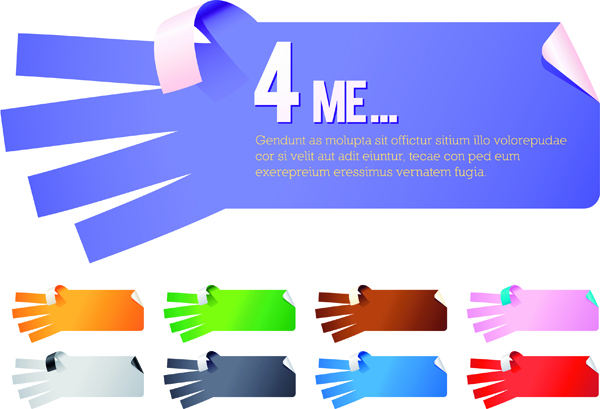 4 ME...
Gendunt as molupta sit offictur sitium illo volorepudae
cor si velit aut adit eiuntur, tecae con ped eum
exerepreium eressimus vernatem fugia.